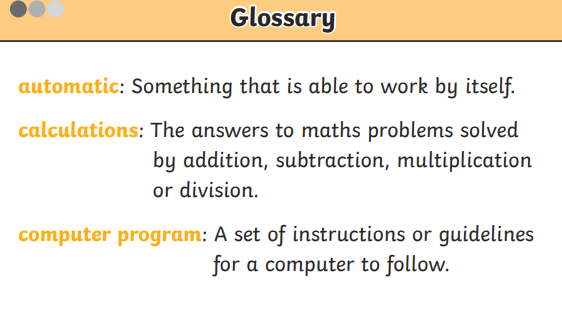 Glossary
automatic: Something that is able to work by itself.
calculations: The answers to maths problems solved
by addition, subtraction, multiplication
or division.
computer program: A set of instructions or guidelines
for a computer to follow.